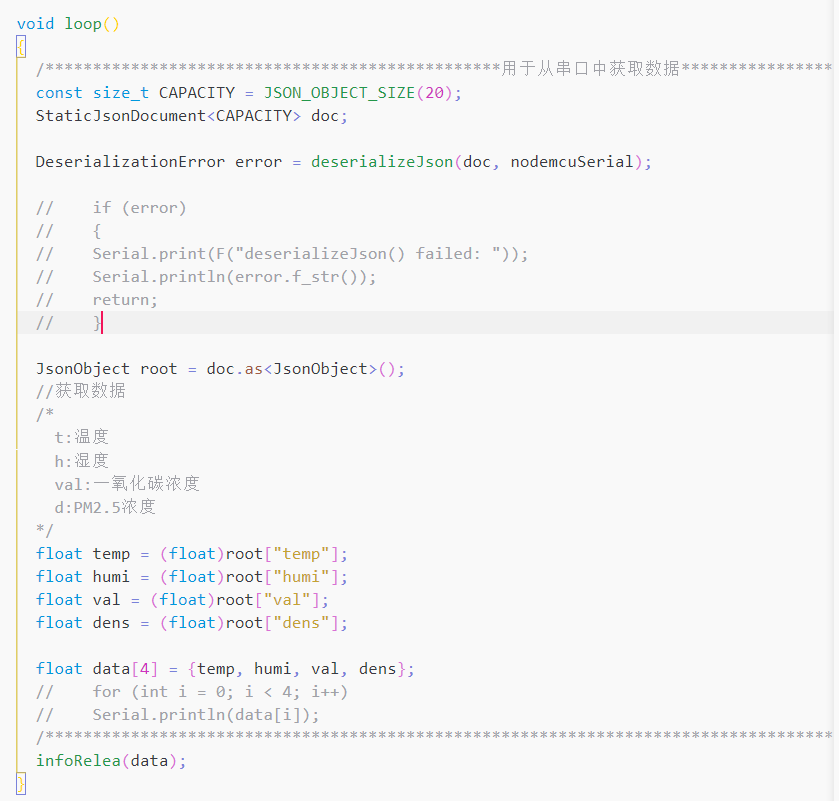 void loop()
{
/************************************************用于从串口中获取数据****************
const size_t CAPACITY = JSON_OBJECT_SIZE(20);
StaticJsonDocument<CAPACITY> doc;
DeserializationError error = deserializeJson(doc, nodemcuSerial);
//    if (error)
//    {
//    Serial.print(F("deserializeJson() failed: "));
//    Serial.println(error.f_str());
//    return;
//    }
JsonObject root = doc.as<JsonObject>();
//获取数据
/*
t:温度
h:湿度
val:一氧化碳浓度
d:PM2.5浓度
*/
float temp = (float)root["temp"];
float humi = (float)root["humi"];
float val = (float)root["val"];
float dens = (float)root["dens"];
float data[4] = {temp, humi, val, dens};
//    for (int i = 0; i < 4; i++)
//    Serial.println(data[i]);
/***********************************************************************************
infoRelea(data);
}